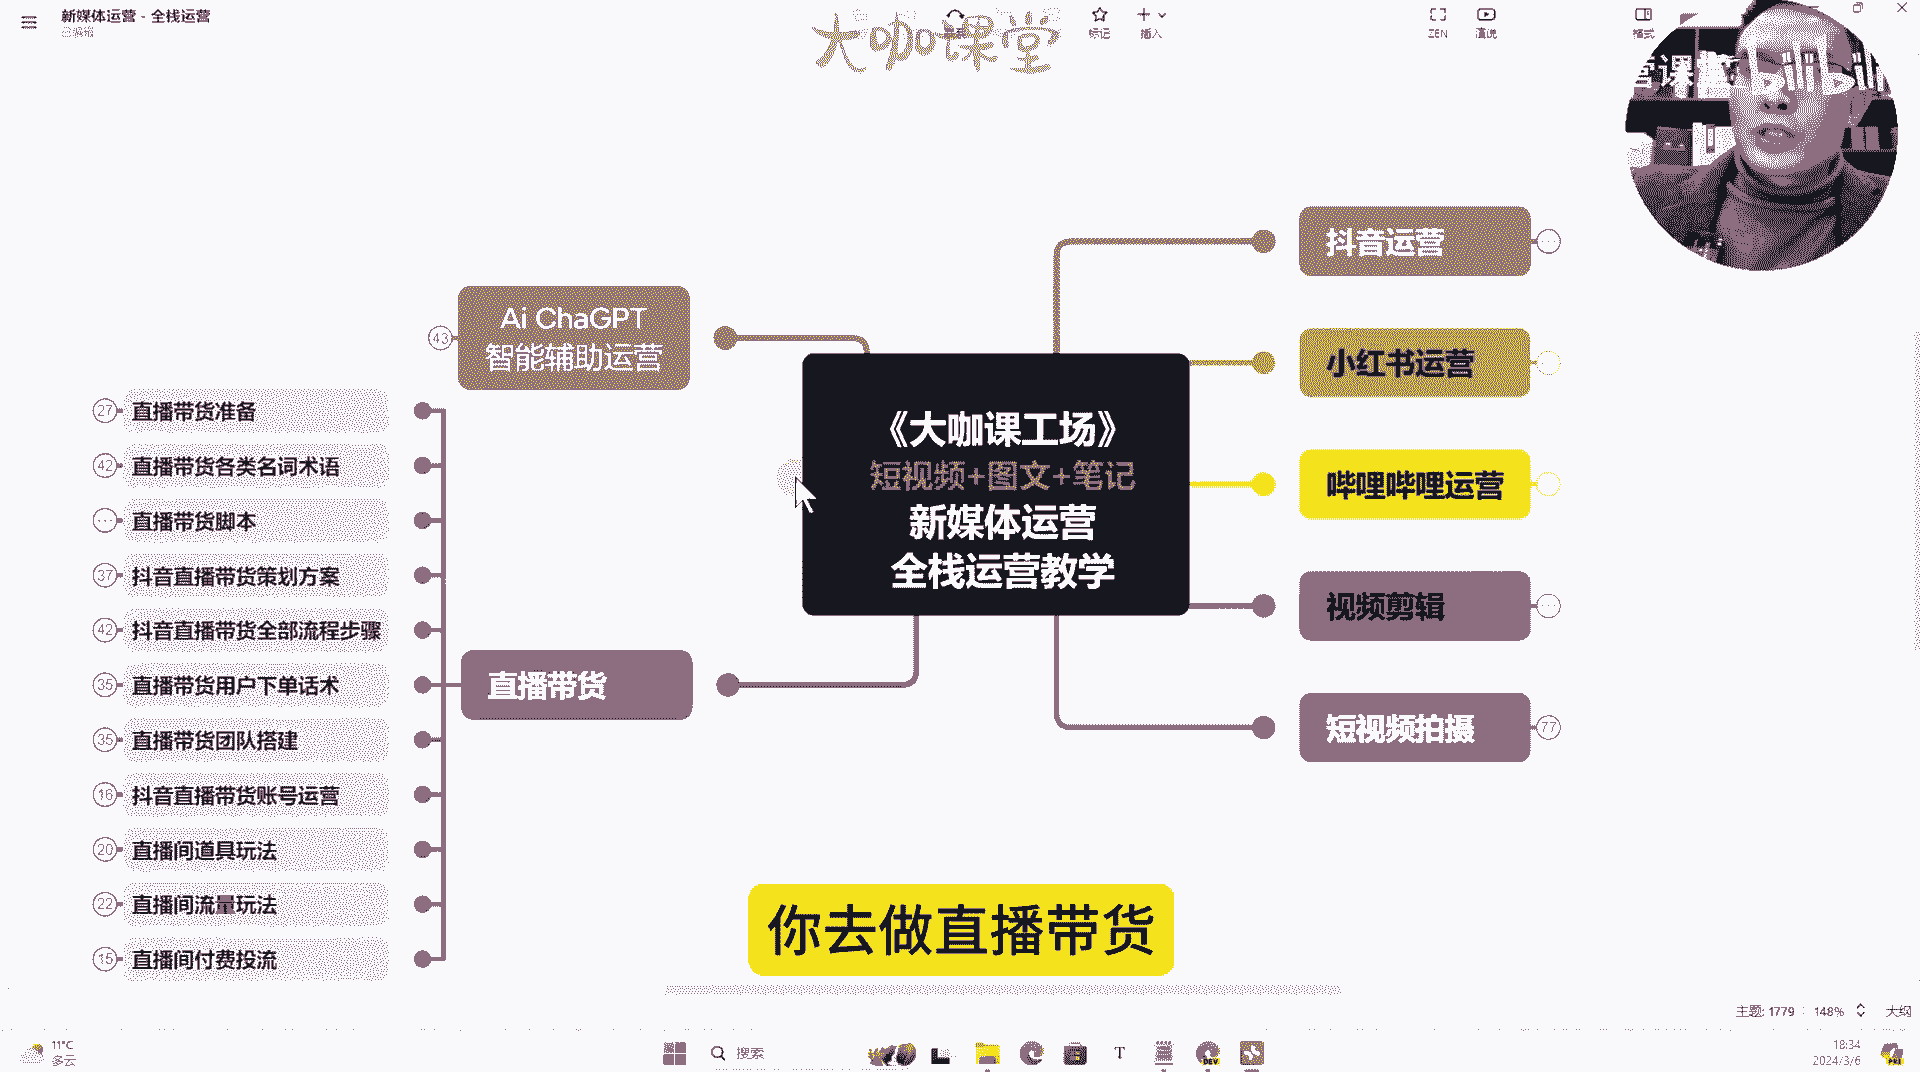 新媒体运营 - 全栈运营
已编辑
大咖课堂
标记
插入
ZEN
演说
格式
营课堂 bilibili
抖音运营
小红书运营
哔哩哔哩运营
视频剪辑
短视频拍摄
77
《大咖课工场》
短视频+图文+笔记
新媒体运营
全栈运营教学
Ai ChaGPT
智能辅助运营
43
直播带货
27 直播带货准备
42 直播带货各类名词术语
直播带货脚本
37 抖音直播带货策划方案
42 抖音直播带货全部流程步骤
35 直播带货用户下单话术
35 直播带货团队搭建
16 抖音直播带货账号运营
20 直播间道具玩法
22 直播间流量玩法
15 直播间付费投流
你去做直播带货
主题: 1779
148%
大纲
11°C
多云
搜索
T
DEV
18:34
2024/3/6
PRE